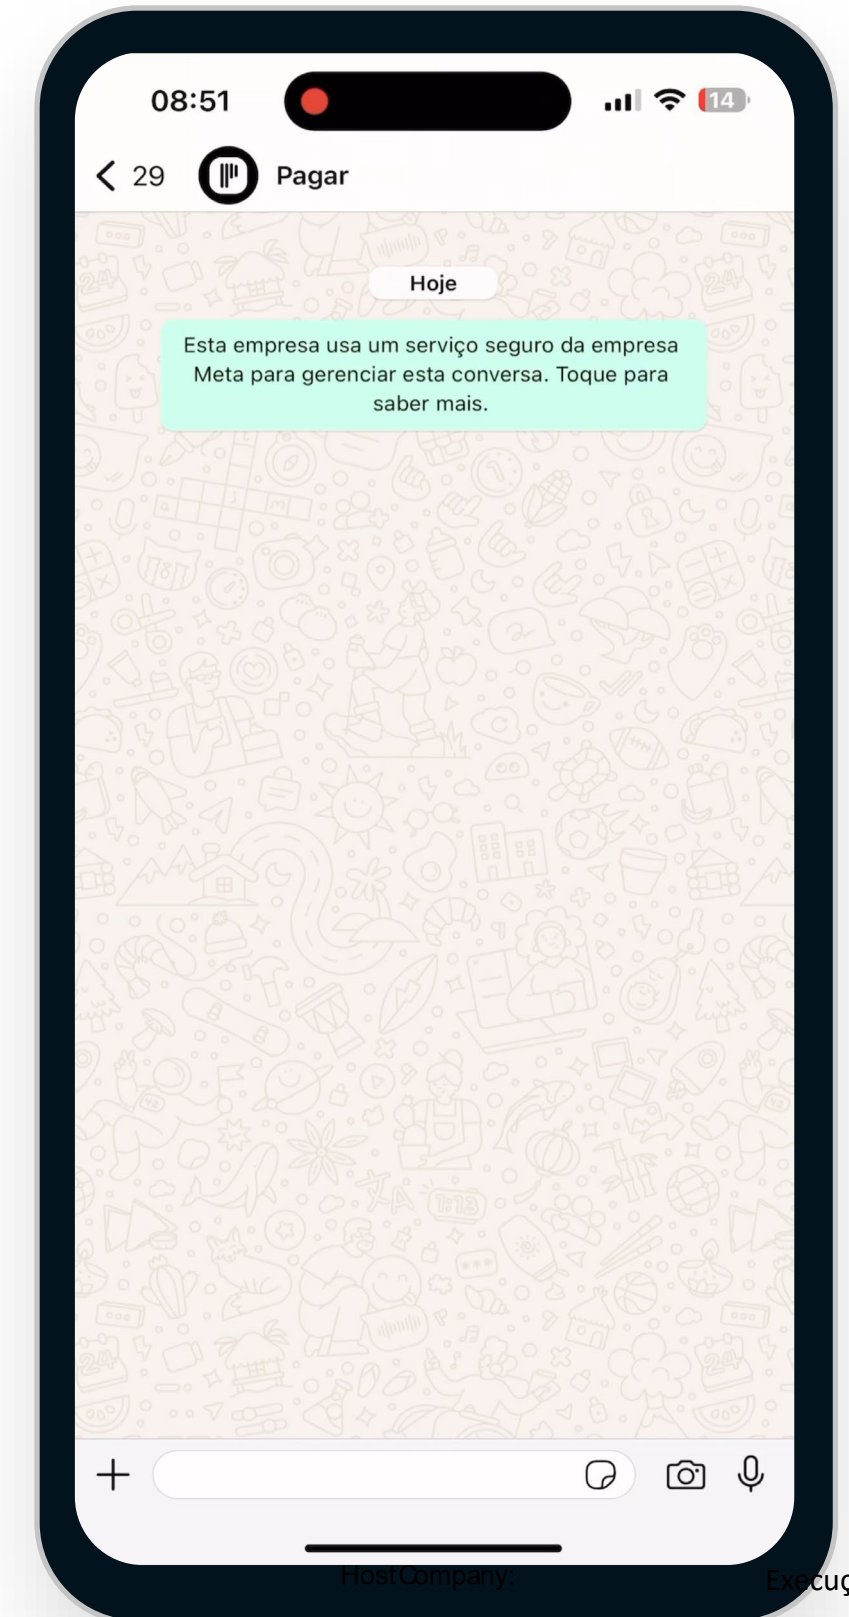 08:51
14
29
Pagar
Hoje
Esta empresa usa um serviço seguro da empresa
Meta para gerenciar esta conversa. Toque para
saber mais.
HostCompany:
Execuç